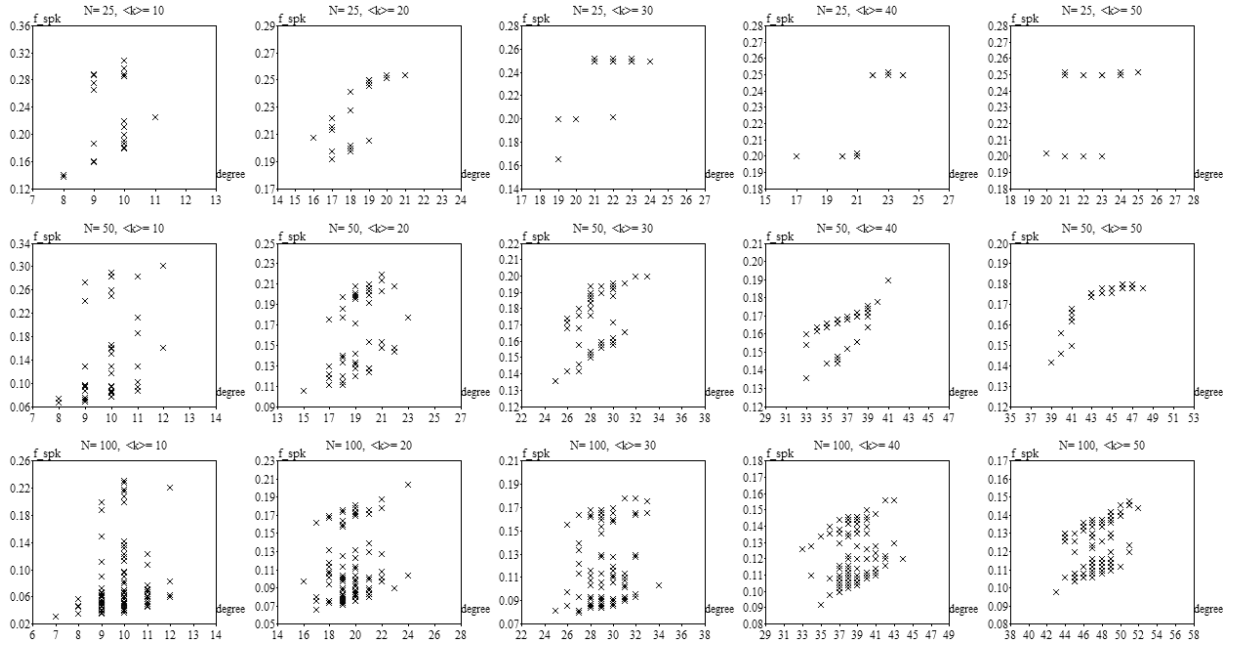 N= 25, <k>= 10
f_spk
0.36
0.32
0.28
0.24
0.20
0.16
0.12
degree
7 8 9 10 11 12 13
N= 25, <k>= 20
f_spk
0.29
0.27
0.25
0.23
0.21
0.19
0.17
degree
14 15 16 17 18 19 20 21 22 23 24
N= 25, <k>= 30
f_spk
0.28
0.26
0.24
0.22
0.20
0.18
0.16
0.14
degree
17 18 19 20 21 22 23 24 25 26 27
N= 25, <k>= 40
f_spk
0.28
0.27
0.26
0.25
0.24
0.23
0.22
0.21
0.20
0.19
0.18
degree
15 17 19 21 23 25 27
N= 25, <k>= 50
f_spk
0.28
0.27
0.26
0.25
0.24
0.23
0.22
0.21
0.20
0.19
0.18
degree
18 19 20 21 22 23 24 25 26 27 28
N= 50, <k>= 10
f_spk
0.34
0.30
0.26
0.22
0.18
0.14
0.10
0.06
degree
7 8 9 10 11 12 13
N= 50, <k>= 20
f_spk
0.25
0.23
0.21
0.19
0.17
0.15
0.13
0.11
0.09
degree
13 15 17 19 21 23 25 27
N= 50, <k>= 30
f_spk
0.22
0.21
0.20
0.19
0.18
0.17
0.16
0.15
0.14
0.13
0.12
degree
22 24 26 28 30 32 34 36 38
N= 50, <k>= 40
f_spk
0.21
0.20
0.19
0.18
0.17
0.16
0.15
0.14
0.13
0.12
degree
29 31 33 35 37 39 41 43 45 47
N= 50, <k>= 50
f_spk
0.20
0.19
0.18
0.17
0.16
0.15
0.14
0.13
0.12
degree
35 37 39 41 43 45 47 49 51 53
N= 100, <k>= 10
f_spk
0.26
0.22
0.18
0.14
0.10
0.06
0.02
degree
6 7 8 9 10 11 12 13 14
N= 100, <k>= 20
f_spk
0.23
0.21
0.19
0.17
0.15
0.13
0.11
0.09
0.07
0.05
degree
14 16 18 20 22 24 26 28
N= 100, <k>= 30
f_spk
0.21
0.19
0.17
0.15
0.13
0.11
0.09
0.07
degree
22 24 26 28 30 32 34 36 38
N= 100, <k>= 40
f_spk
0.18
0.17
0.16
0.15
0.14
0.13
0.12
0.11
0.10
0.09
0.08
degree
29 31 33 35 37 39 41 43 45 47 49
N= 100, <k>= 50
f_spk
0.17
0.16
0.15
0.14
0.13
0.12
0.11
0.10
0.09
0.08
degree
38 40 42 44 46 48 50 52 54 56 58